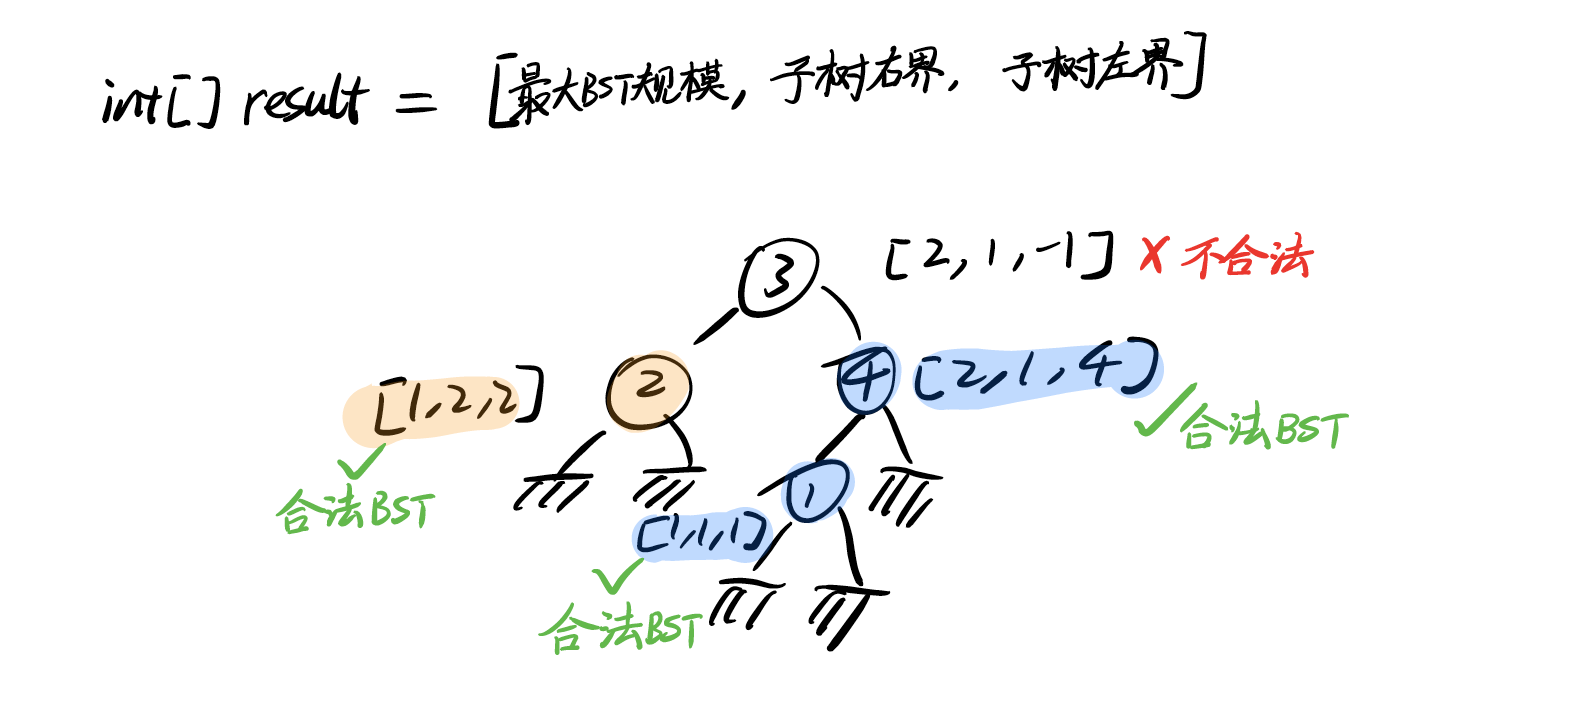 int[] result = [最大BST规模, 子树右界, 子树左界]
3
[2, 1, -1] X 不合法
[1, 2, 2]
2
4
[2, 1, 4]
合法BST
合法BST
1
[1, 1, 1]
合法BST